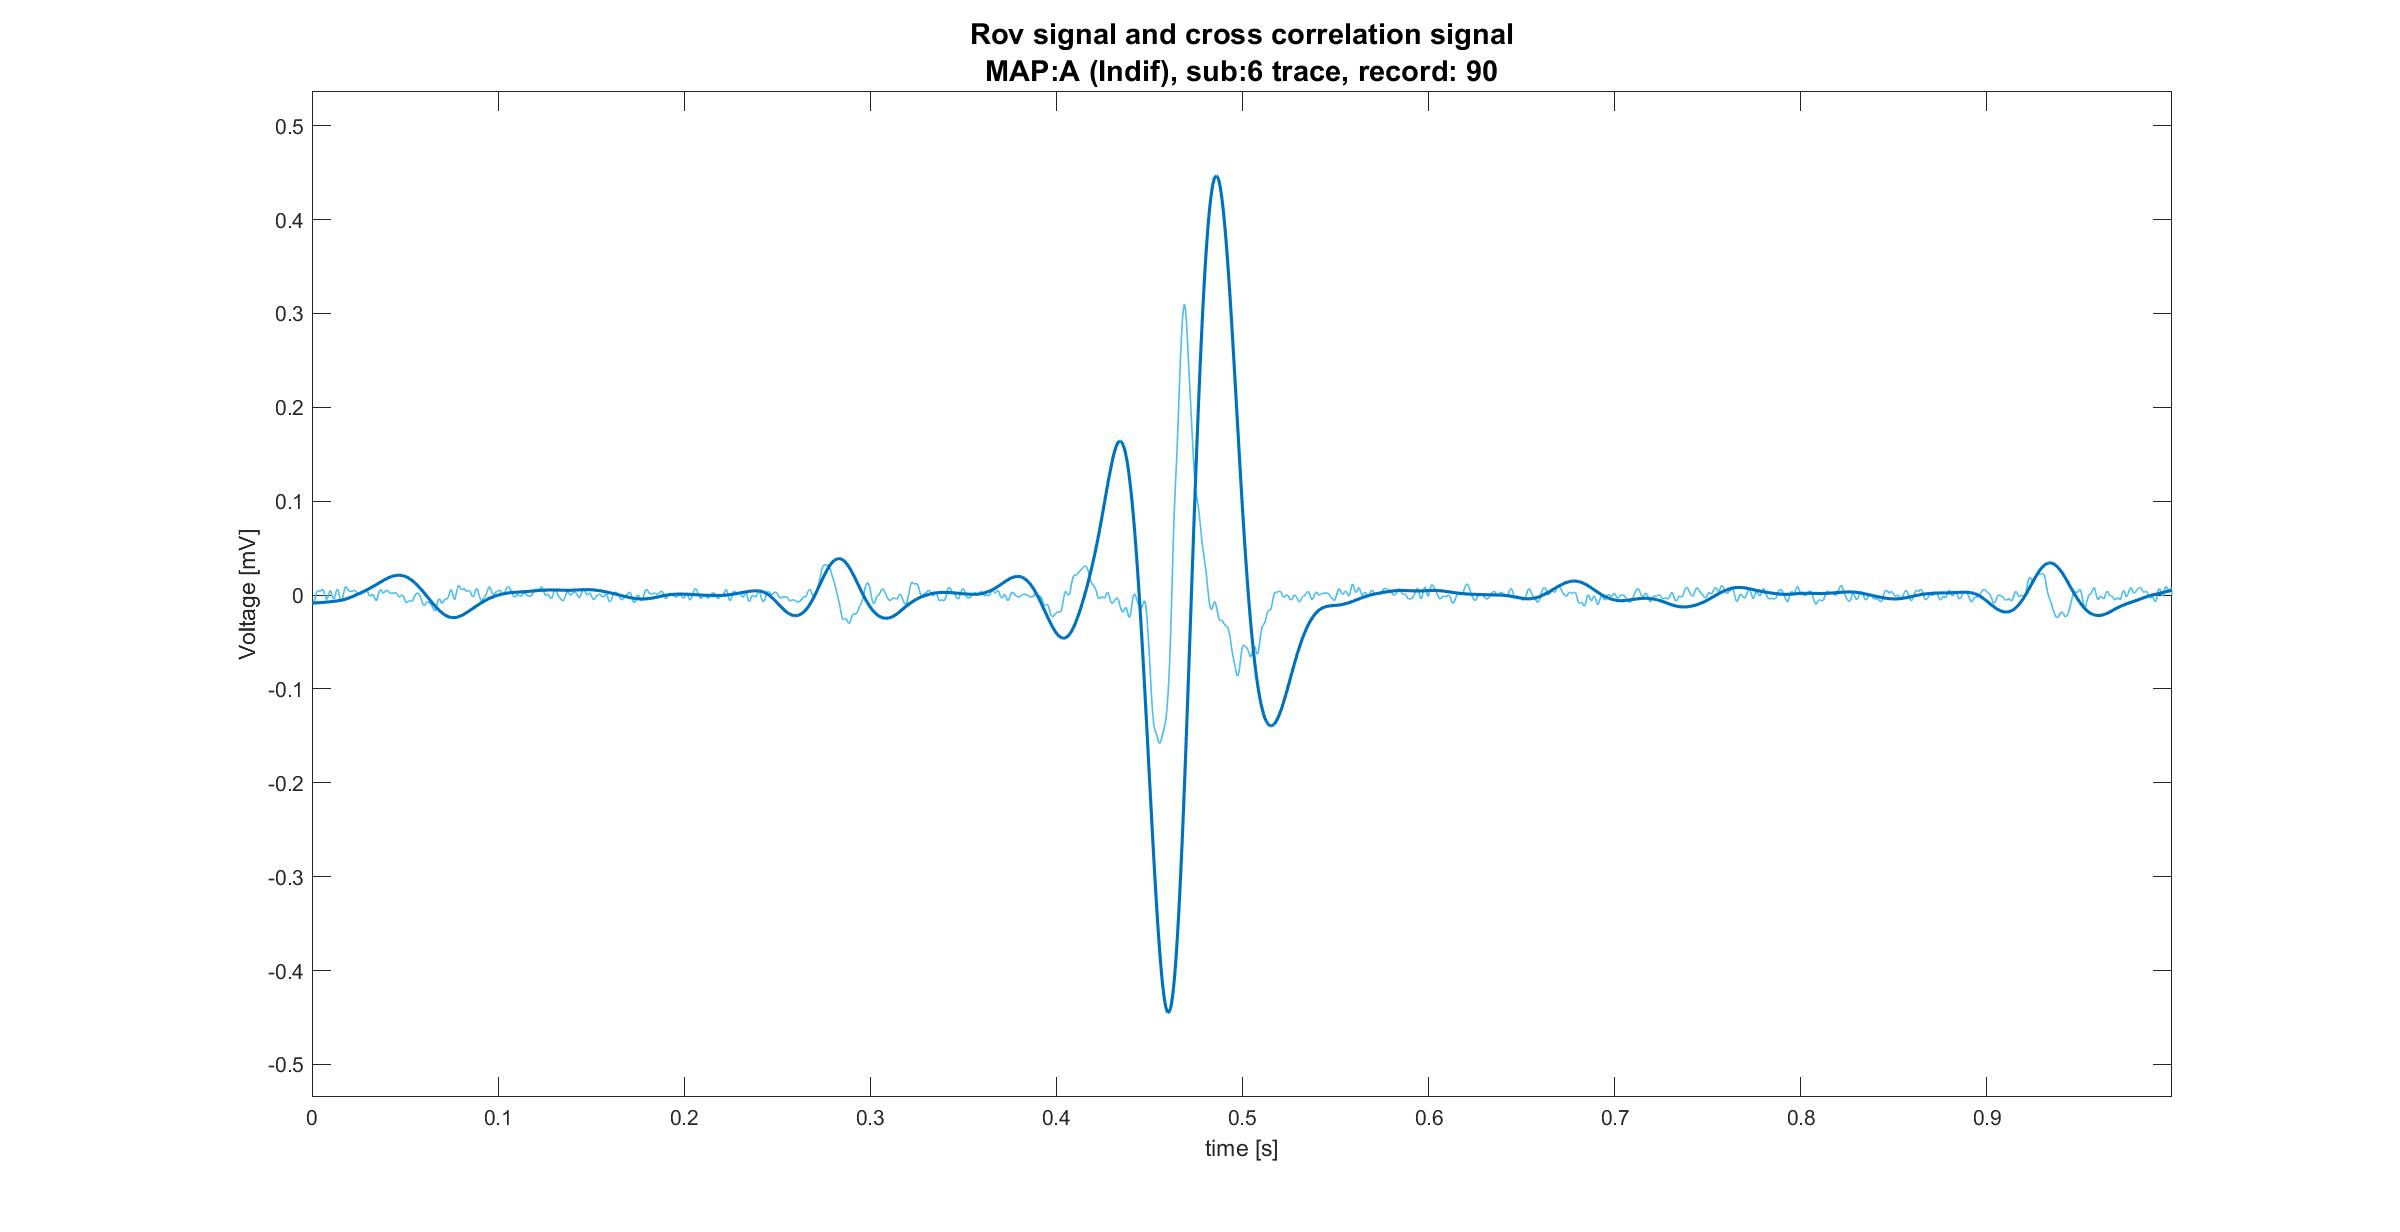 Rov signal and cross correlation signal
MAP:A (Indif), sub:6 trace, record: 90
0.5
0.4
0.3
0.2
0.1
0
-0.1
-0.2
-0.3
-0.4
-0.5
Voltage [mV]
0 0.1 0.2 0.3 0.4 0.5 0.6 0.7 0.8 0.9
time [s]